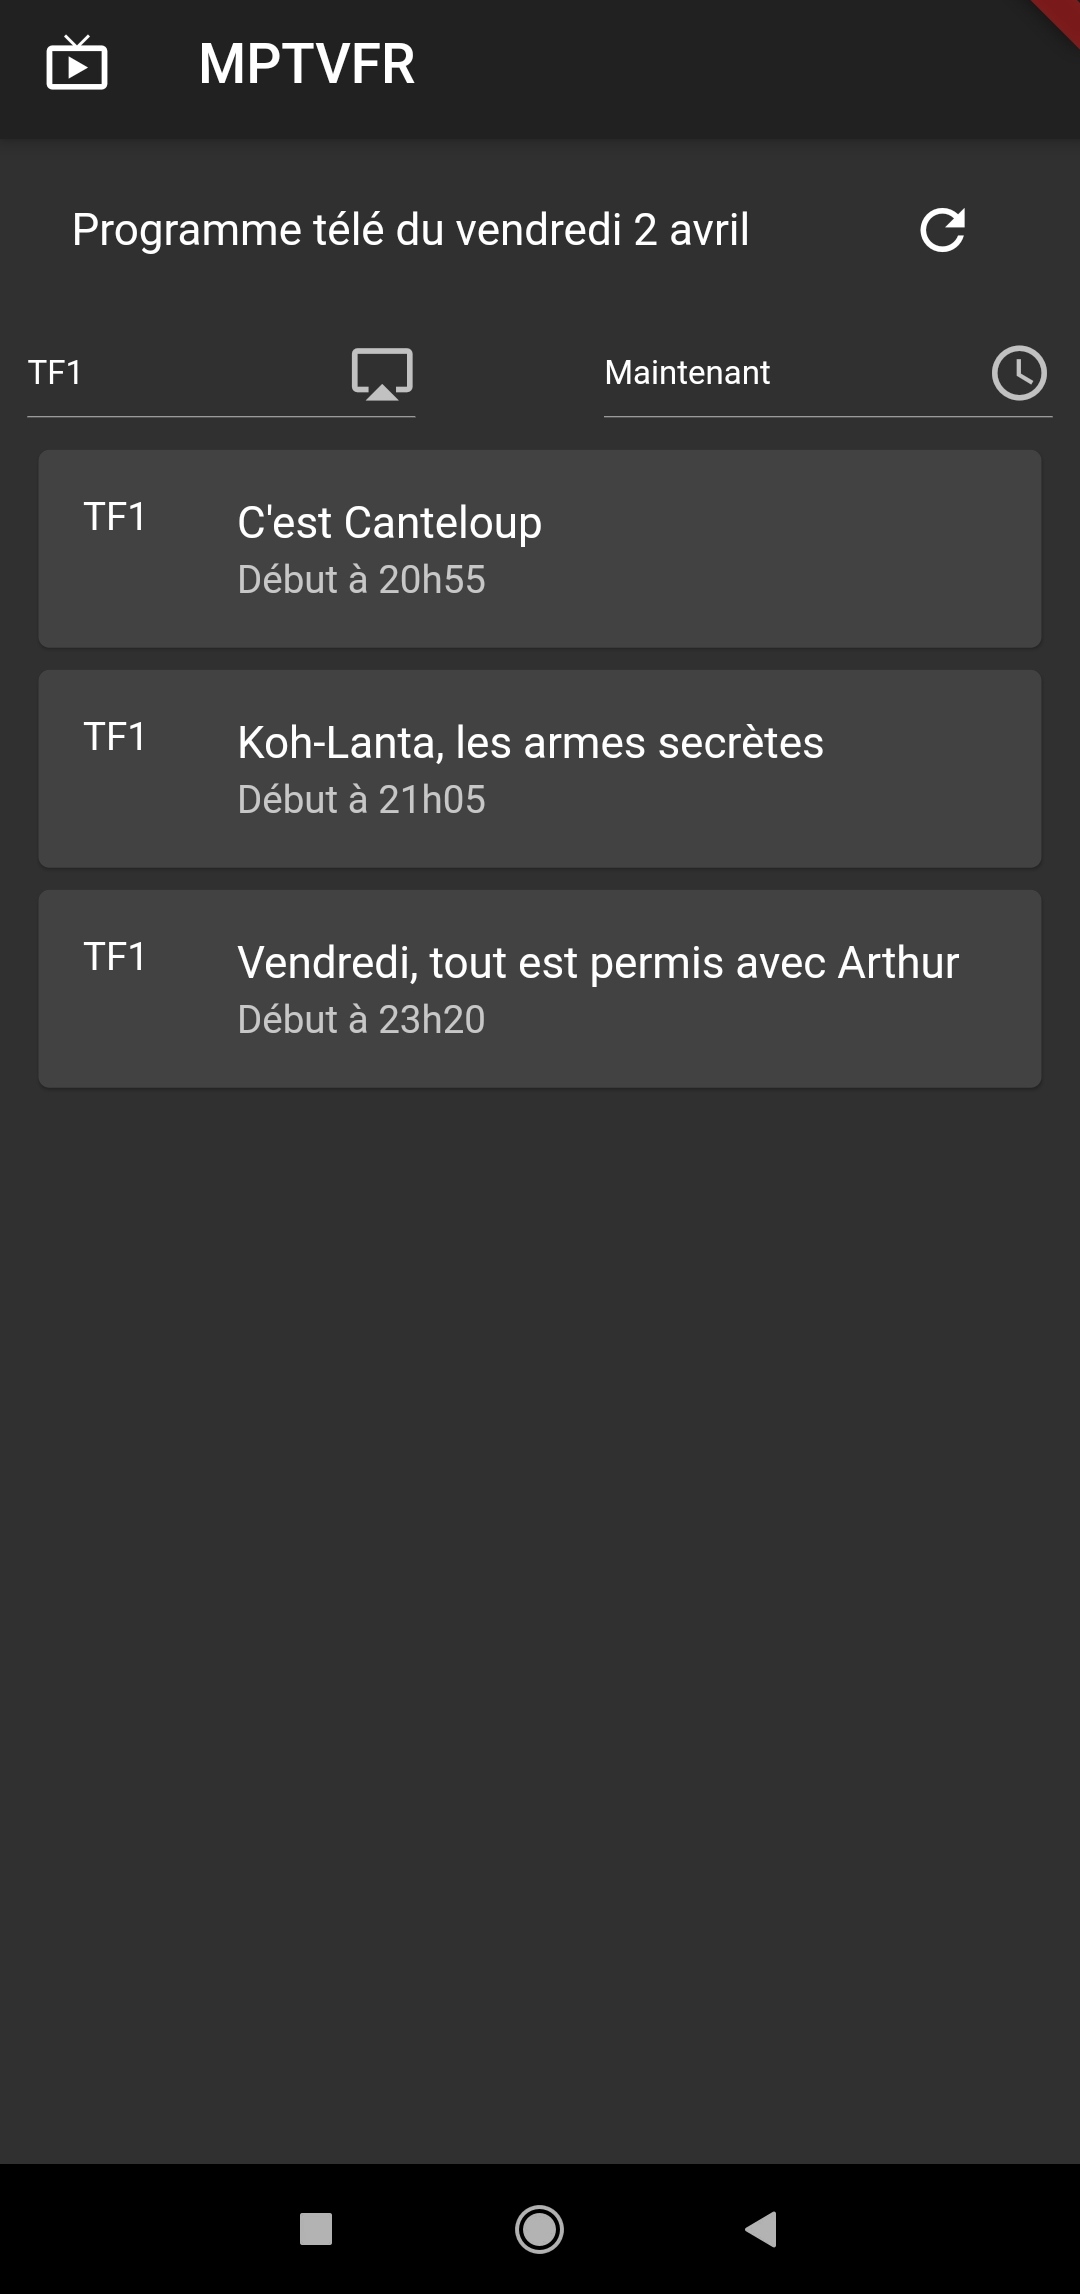 MPTVFR
Programme télé du vendredi 2 avril
TF1
Maintenant
TF1
C'est Canteloup
Début à 20h55
TF1
Koh-Lanta, les armes secrètes
Début à 21h05
TF1
Vendredi, tout est permis avec Arthur
Début à 23h20